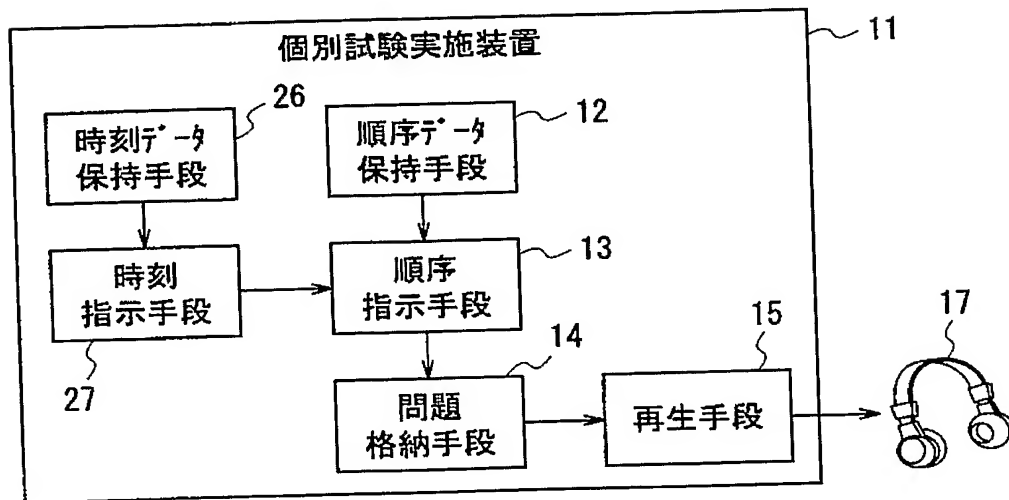 個別試験実施装置
11
26
12
時刻データ
保持手段
順序データ
保持手段
時刻
指示手段
27
順序
指示手段
13
14
問題
格納手段
15
再生手段
17